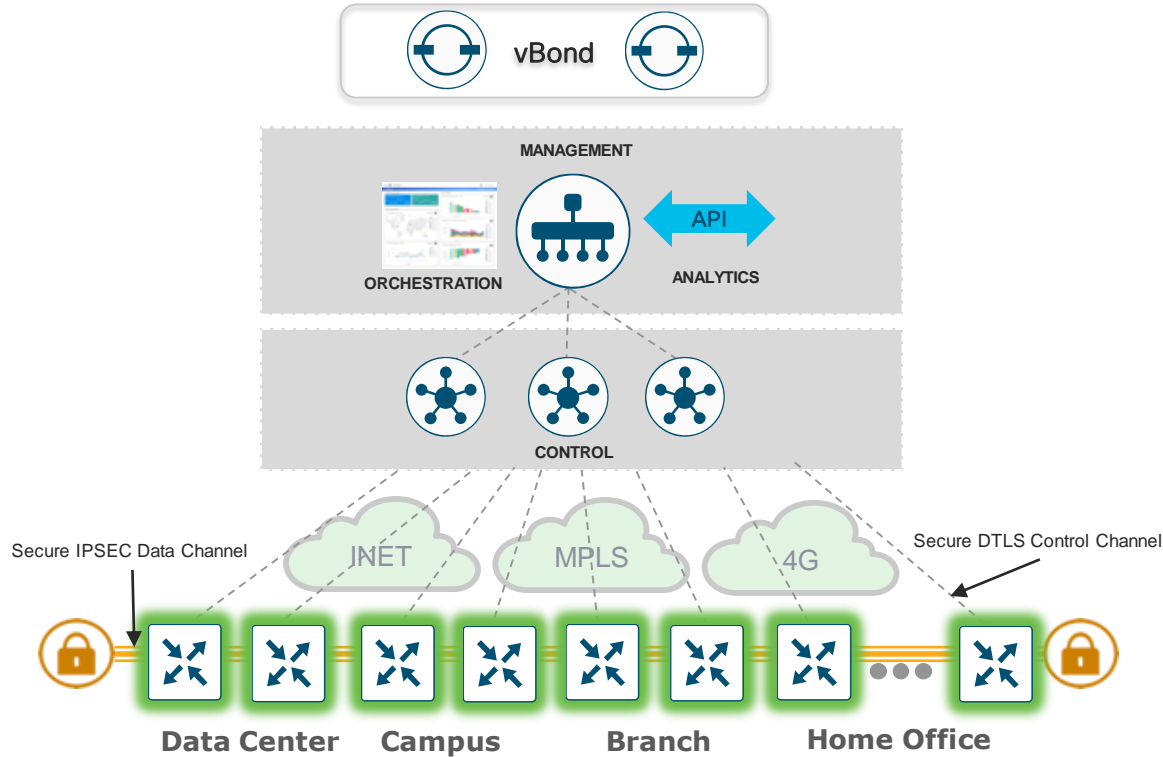 vBond
MANAGEMENT
API
ORCHESTRATION
ANALYTICS
CONTROL
INET
MPLS
4G
Secure IPSEC Data Channel
Secure DTLS Control Channel
Data Center
Campus
Branch
Home Office